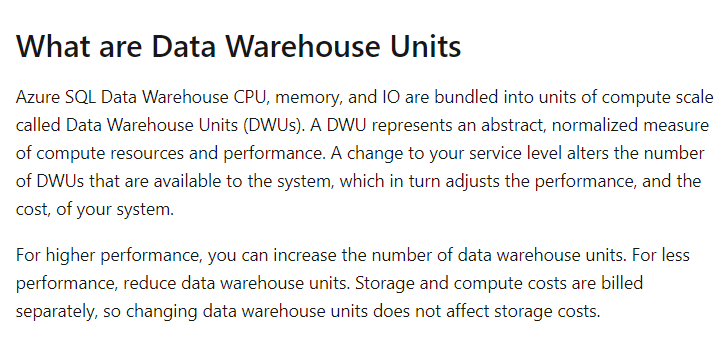 What are Data Warehouse Units
Azure SQL Data Warehouse CPU, memory, and IO are bundled into units of compute scale
called Data Warehouse Units (DWUs). A DWU represents an abstract, normalized measure
of compute resources and performance. A change to your service level alters the number
of DWUs that are available to the system, which in turn adjusts the performance, and the
cost, of your system.
For higher performance, you can increase the number of data warehouse units. For less
performance, reduce data warehouse units. Storage and compute costs are billed
separately, so changing data warehouse units does not affect storage costs.